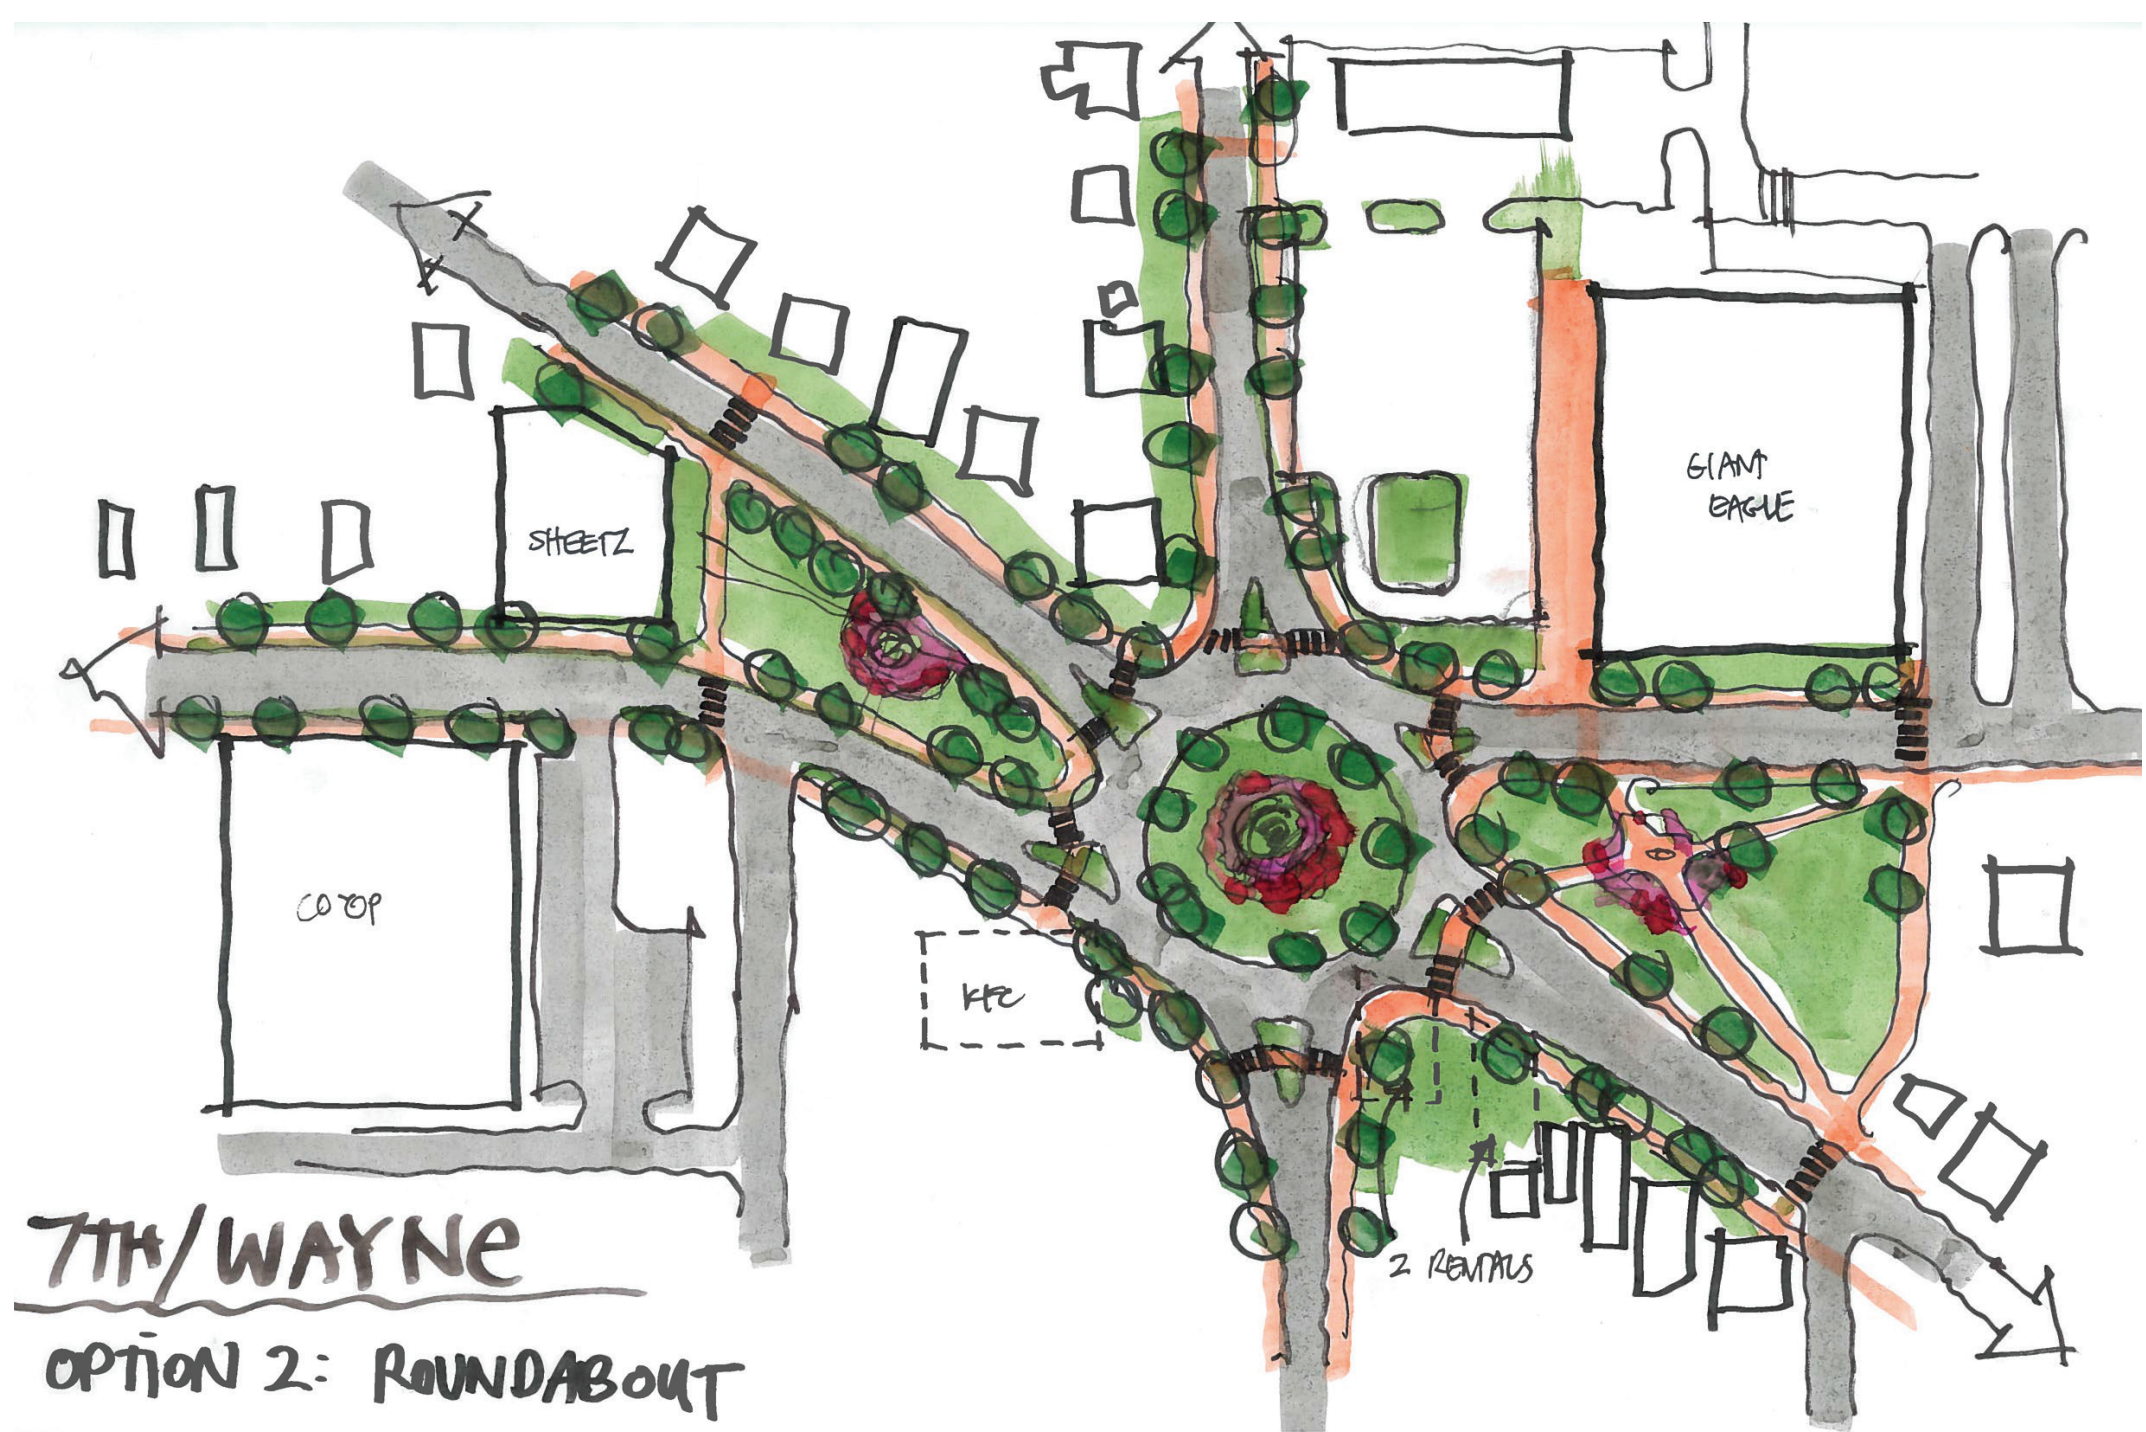 GIANT
EAGLE
SHEETZ
CO OP
KFC
2 RENTALS
7TH/WAYNE
OPTION 2: ROUNDABOUT